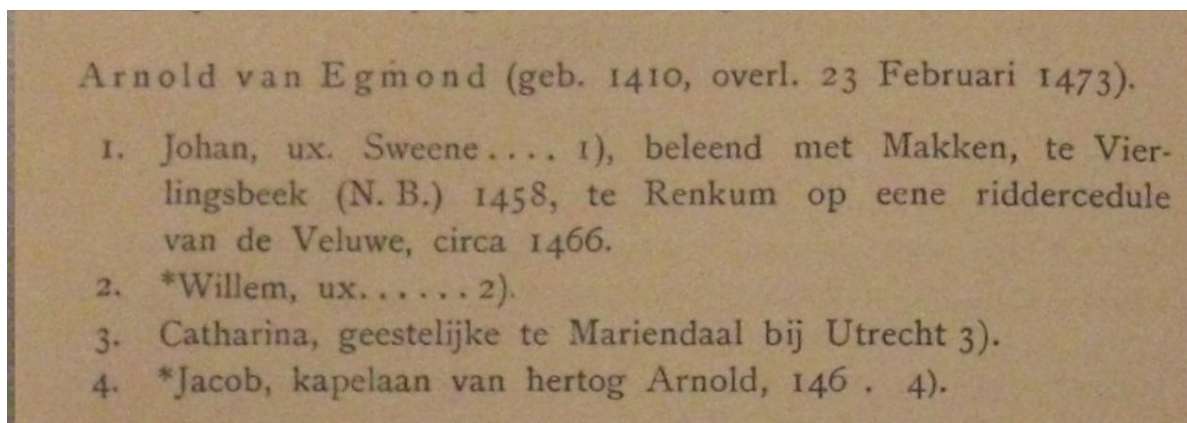 Arnold van Egmond (geb. 1410, overl. 23 Februari 1473).
1. Johan, ux. Sweene.... 1), beleend met Makken, te Vier-
lingsbeek (N. B.) 1458, te Renkum op eene riddercedule
van de Veluwe, circa 1466.
2. *Willem, ux...... 2).
3. Catharina, geestelijke te Mariendaal bij Utrecht 3).
4. *Jacob, kapelaan van hertog Arnold, 146 . 4).